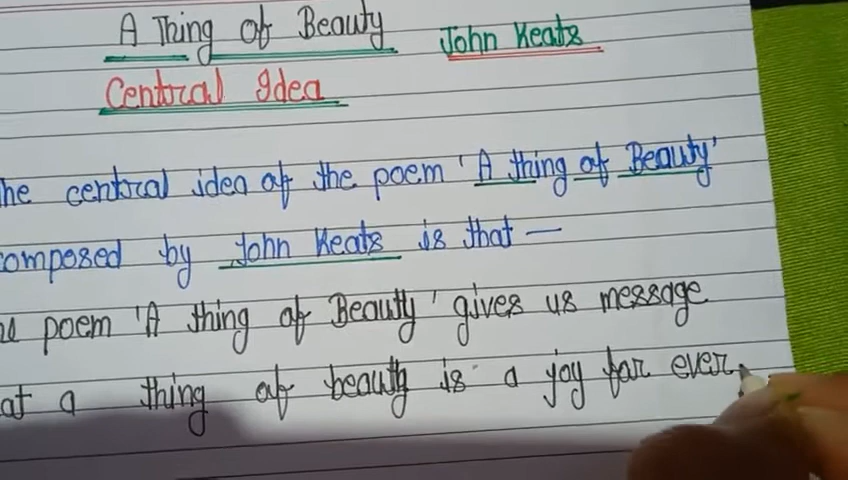 A Thing of Beauty John Keats
Central Idea
he central idea of the poem 'A thing of Beauty'
omposed by John Keats is that —
poem 'A thing of Beauty' gives us message
at a thing of beauty is a joy for ever,